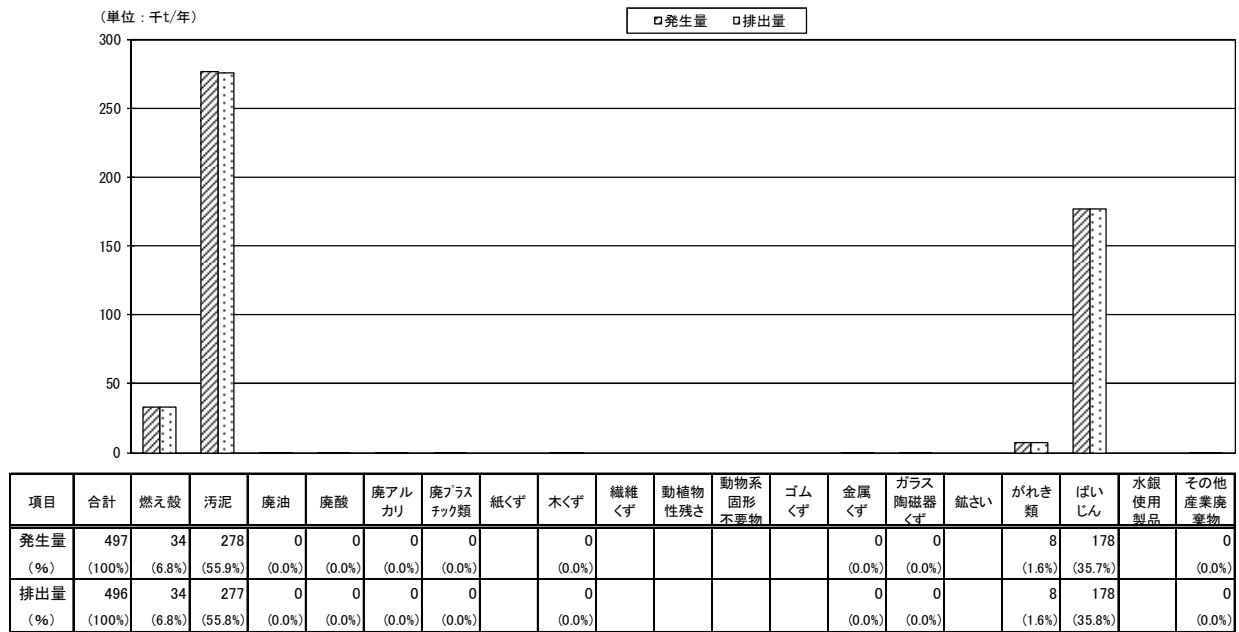 （単位：千t/年）
発生量 排出量
300
250
200
150
100
50
0
項目 合計 燃え殻 汚泥 廃油 廃酸 廃アルカリ 廃プラスチック類 紙くず 木くず 繊維くず 動植物性残さ 動物系固形不要物 ゴムくず 金属くず ガラス陶磁器くず 鉱さい がれき類 ばいじん 水銀使用製品 その他産業廃棄物
発生量 497 34 278 0 0 0 0 0 0 0 8 178 0
（%） (100%) (6.8%) (55.9%) (0.0%) (0.0%) (0.0%) (0.0%) (0.0%) (0.0%) (0.0%) (1.6%) (35.7%) (0.0%)
排出量 496 34 277 0 0 0 0 0 0 0 8 178 0
（%） (100%) (6.8%) (55.8%) (0.0%) (0.0%) (0.0%) (0.0%) (0.0%) (0.0%) (0.0%) (1.6%) (35.8%) (0.0%)